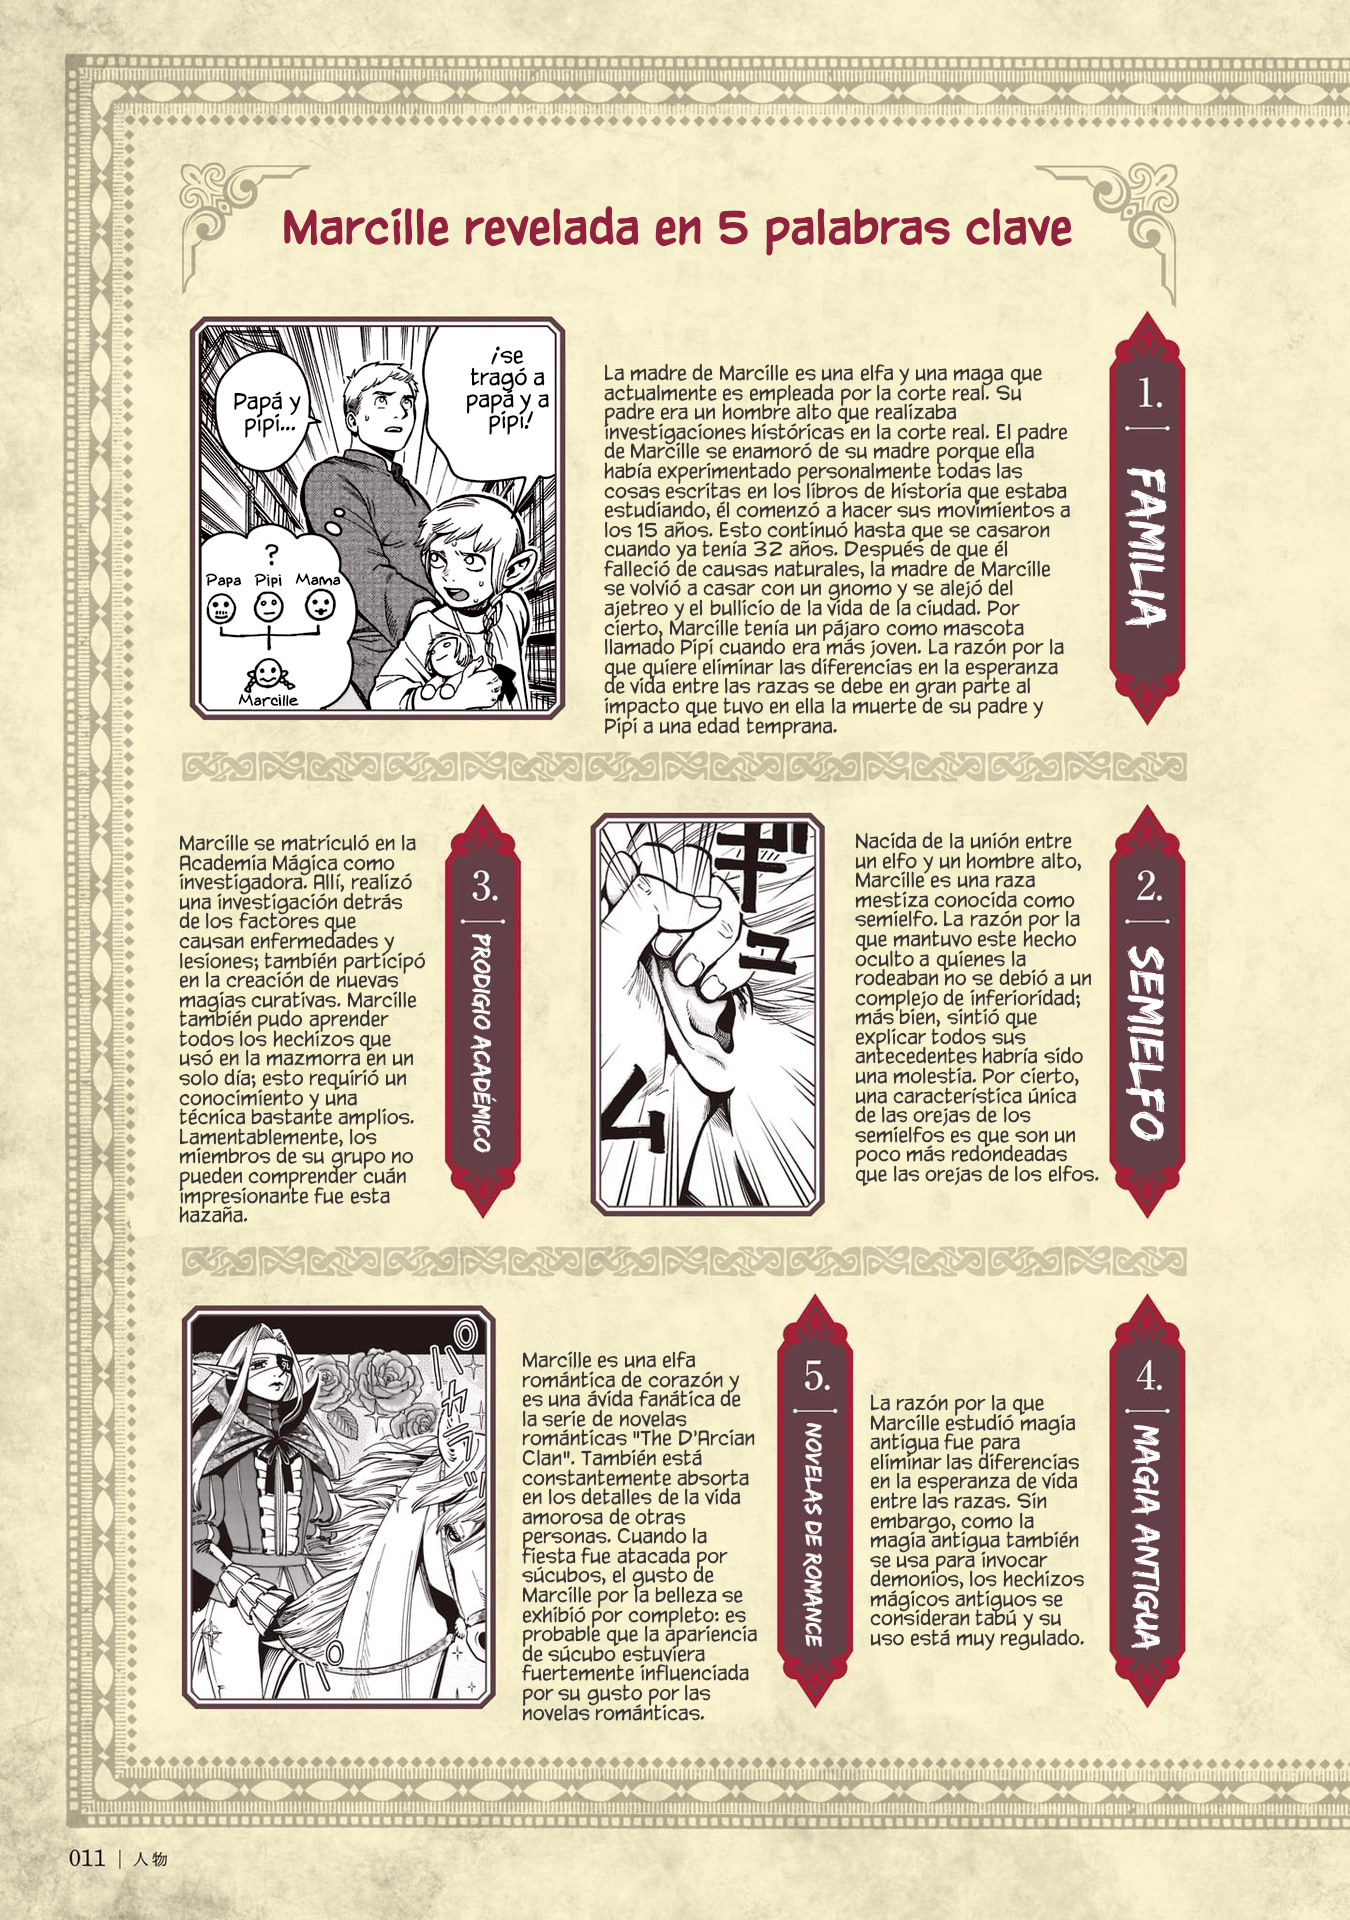 Marcille revelada en 5 palabras clave
Papá y
pipí...
¡se
tragó a
papá y a
pipí!
?
Papa Pipi Mama
Marcille
1.
FAMILIA
La madre de Marcille es una elfa y una maga que
actualmente es empleada por la corte real. Su
padre era un hombre alto que realizaba
investigaciones históricas en la corte real. El padre
de Marcille se enamoró de su madre porque ella
había experimentado personalmente todas las
cosas escritas en los libros de historia que estaba
estudiando, él comenzó a hacer sus movimientos a
los 15 años. Esto continuó hasta que se casaron
cuando ya tenía 32 años. Después de que él
falleció de causas naturales, la madre de Marcille
se volvió a casar con un gnomo y se alejó del
ajetreo y el bullicio de la vida de la ciudad. Por
cierto, Marcille tenía un pájaro como mascota
llamado Pipi cuando era más joven. La razón por la
que quiere eliminar las diferencias en la esperanza
de vida entre las razas se debe en gran parte al
impacto que tuvo en ella la muerte de su padre y
Pipi a una edad temprana.
2.
SEMIELFO
Nacida de la unión entre
un elfo y un hombre alto,
Marcille es una raza
mestiza conocida como
semielfo. La razón por la
que mantuvo este hecho
oculto a quienes la
rodeaban no se debió a un
complejo de inferioridad;
más bien, sintió que
explicar todos sus
antecedentes habría sido
una molestia. Por cierto,
una característica única
de las orejas de los
semielfos es que son un
poco más redondeadas
que las orejas de los elfos.
ギュ
ム
3.
PRODIGIO ACADÉMICO
Marcille se matriculó en la
Academia Mágica como
investigadora. Allí, realizó
una investigación detrás
de los factores que
causan enfermedades y
lesiones; también participó
en la creación de nuevas
magias curativas. Marcille
también pudo aprender
todos los hechizos que
usó en la mazmorra en un
solo día; esto requirió un
conocimiento y una
técnica bastante amplios.
Lamentablemente, los
miembros de su grupo no
pueden comprender cuán
impresionante fue esta
hazaña.
4.
MAGIA ANTIGUA
La razón por la que
Marcille estudió magia
antigua fue para
eliminar las diferencias
en la esperanza de vida
entre las razas. Sin
embargo, como la
magia antigua también
se usa para invocar
demonios, los hechizos
mágicos antiguos se
consideran tabú y su
uso está muy regulado.
5.
NOVELAS DE ROMANCE
Marcille es una elfa
romántica de corazón y
es una ávida fanática de
la serie de novelas
románticas "The D'Arcian
Clan". También está
constantemente absorta
en los detalles de la vida
amorosa de otras
personas. Cuando la
fiesta fue atacada por
súcubos, el gusto de
Marcille por la belleza se
exhibió por completo: es
probable que la apariencia
de súcubo estuviera
fuertemente influenciada
por su gusto por las
novelas románticas.
011 | 人物